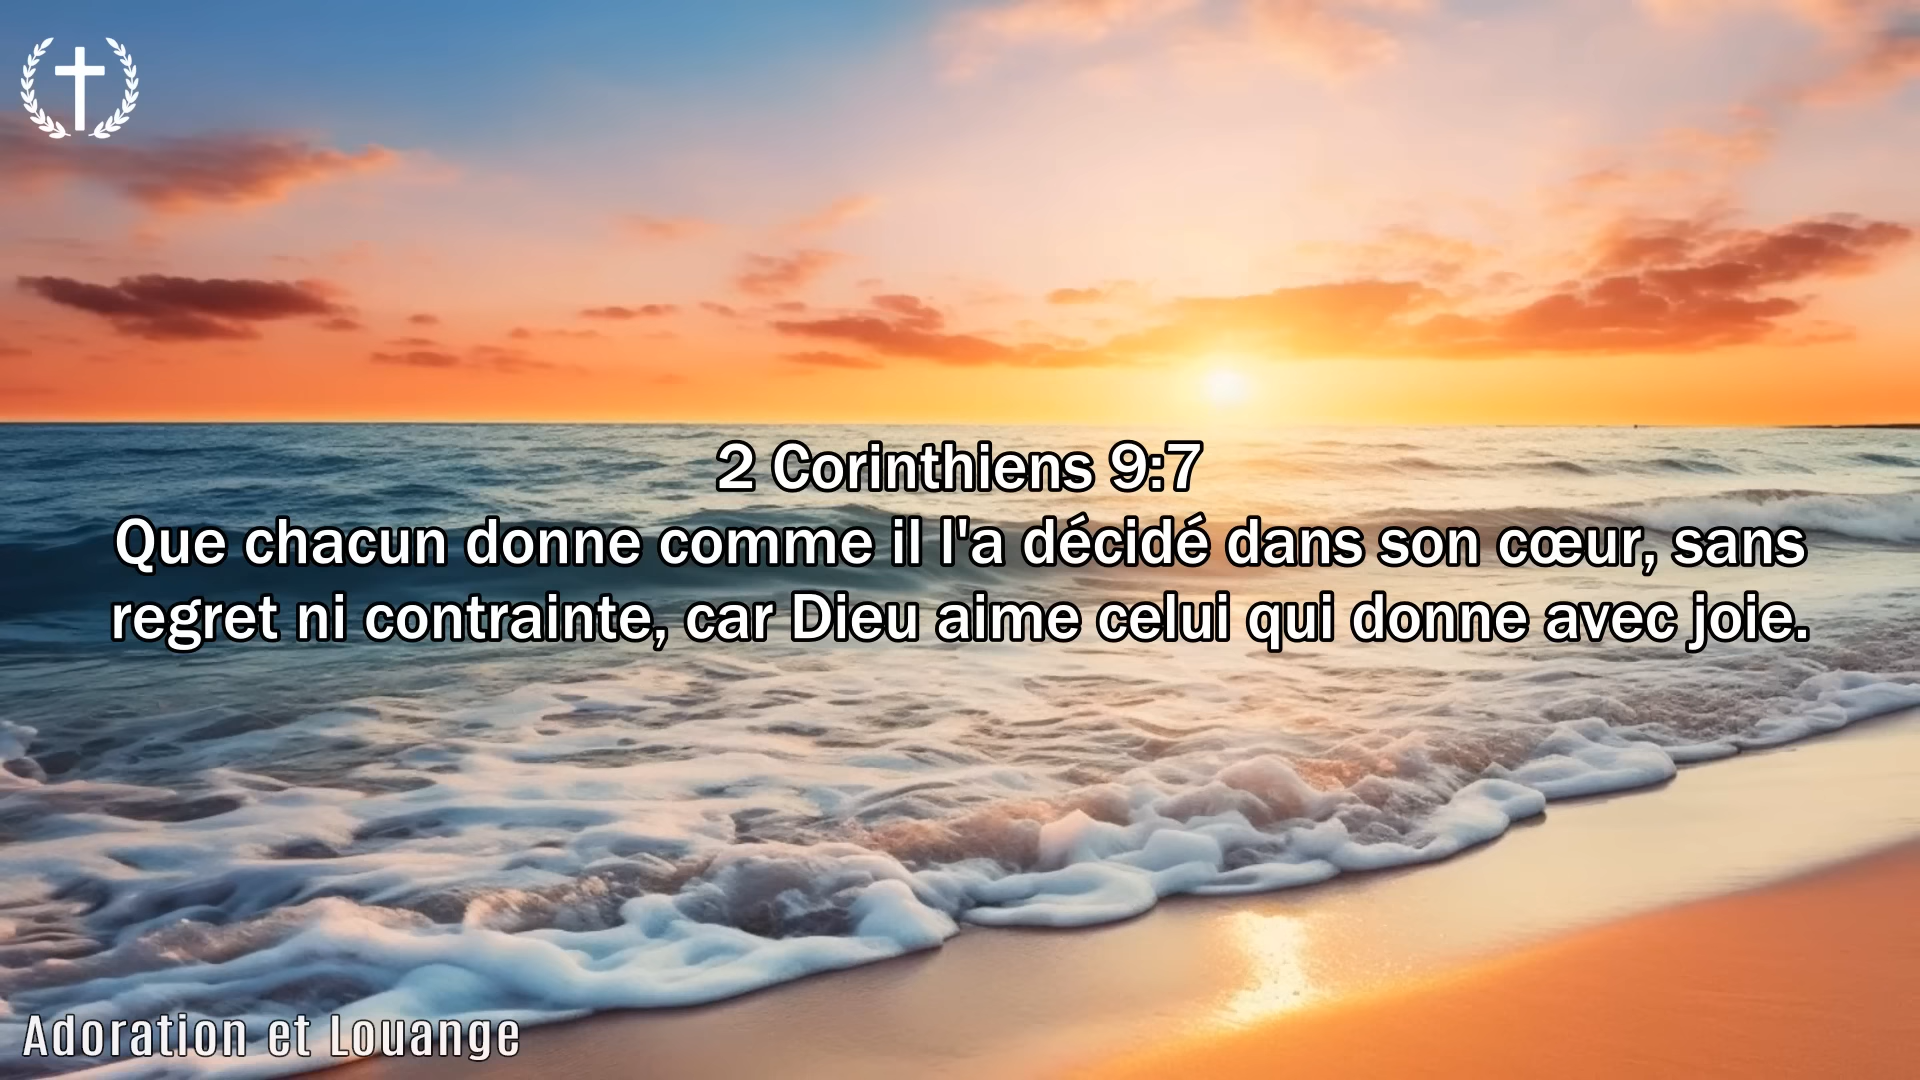 2 Corinthiens 9:7
Que chacun donne comme il l'a décidé dans son cœur, sans
regret ni contrainte, car Dieu aime celui qui donne avec joie.
Adoration et Louange